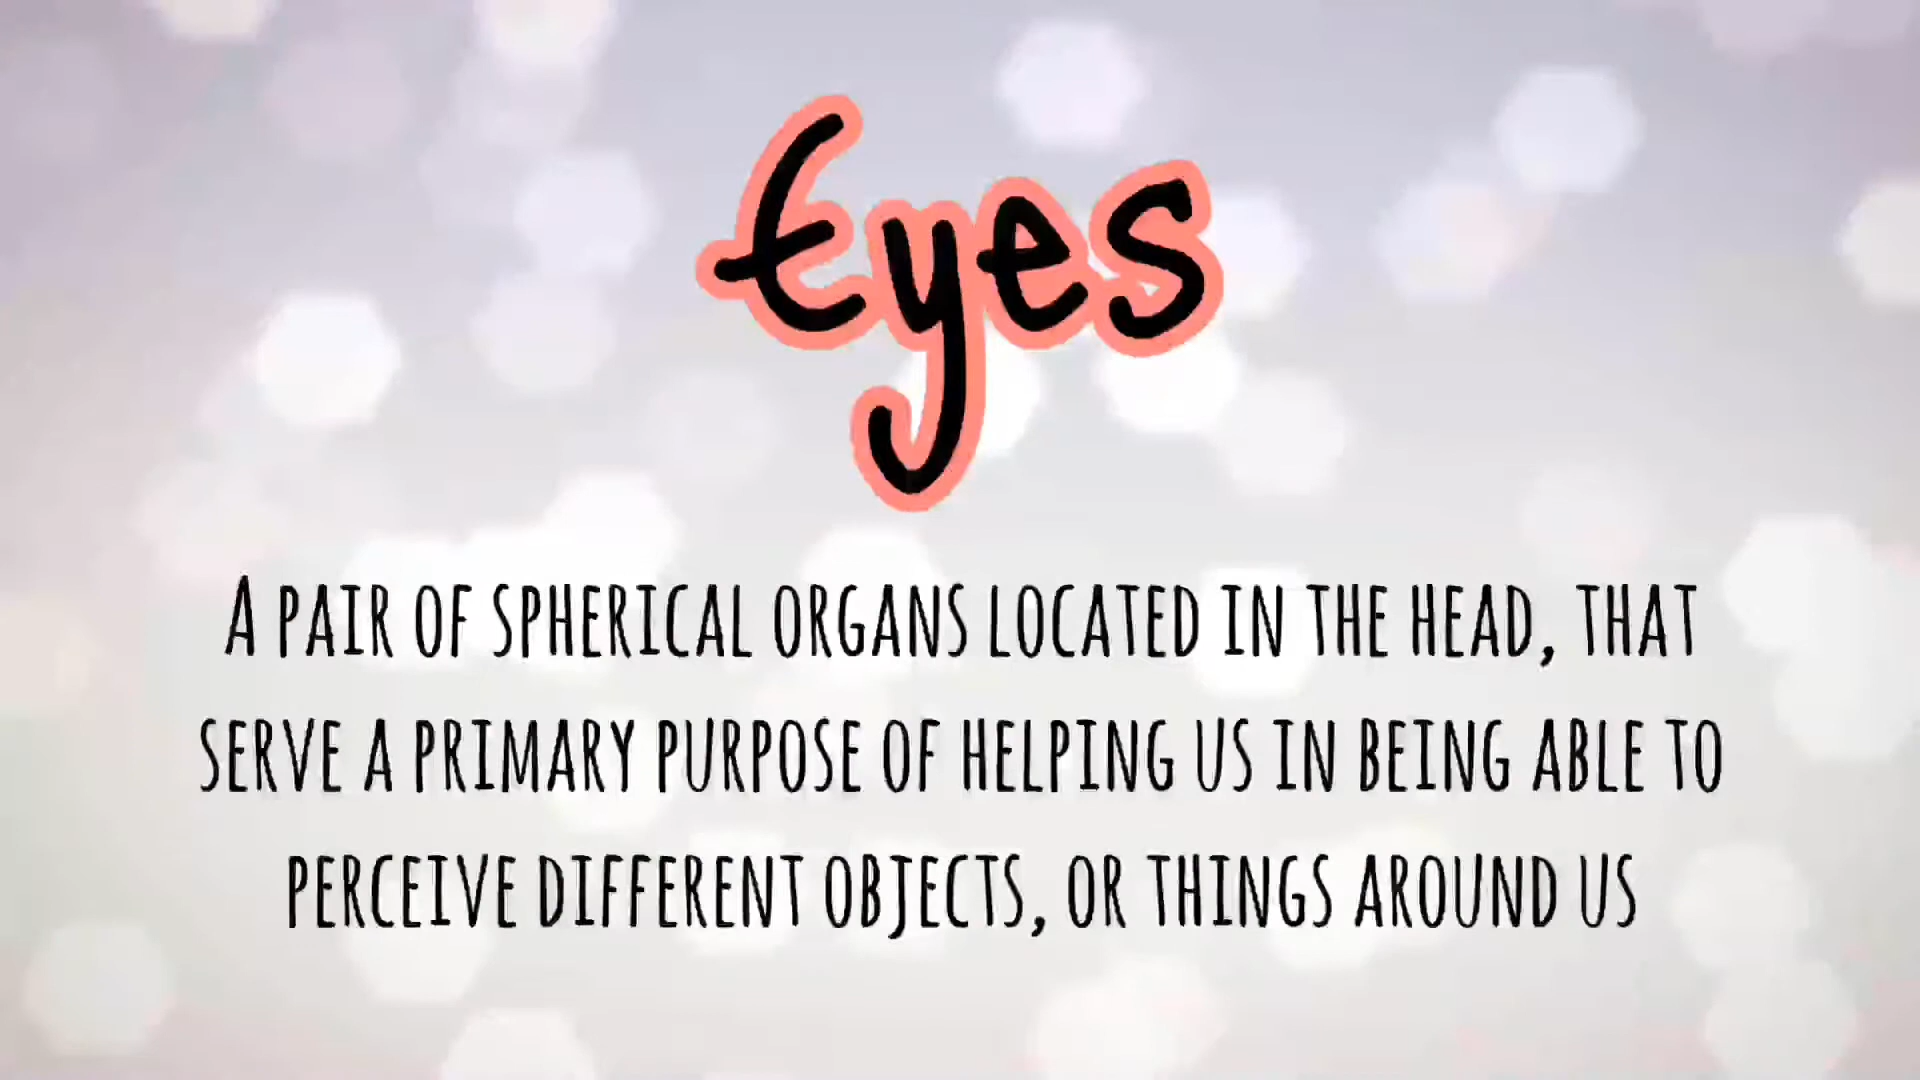 Eyes
A PAIR OF SPHERICAL ORGANS LOCATED IN THE HEAD, THAT
SERVE A PRIMARY PURPOSE OF HELPING US IN BEING ABLE TO
PERCEIVE DIFFERENT OBJECTS, OR THINGS AROUND US